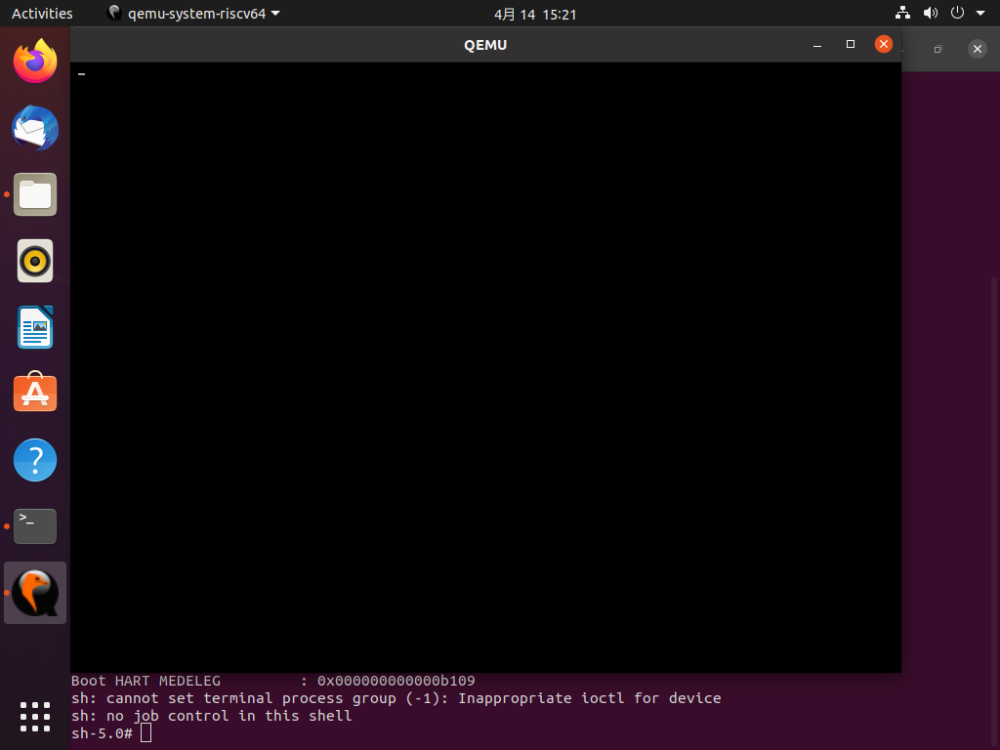 Activities
qemu-system-riscv64
4月 14 15:21
QEMU
Boot HART MEDELEG : 0x000000000000b109
sh: cannot set terminal process group (-1): Inappropriate ioctl for device
sh: no job control in this shell
sh-5.0#